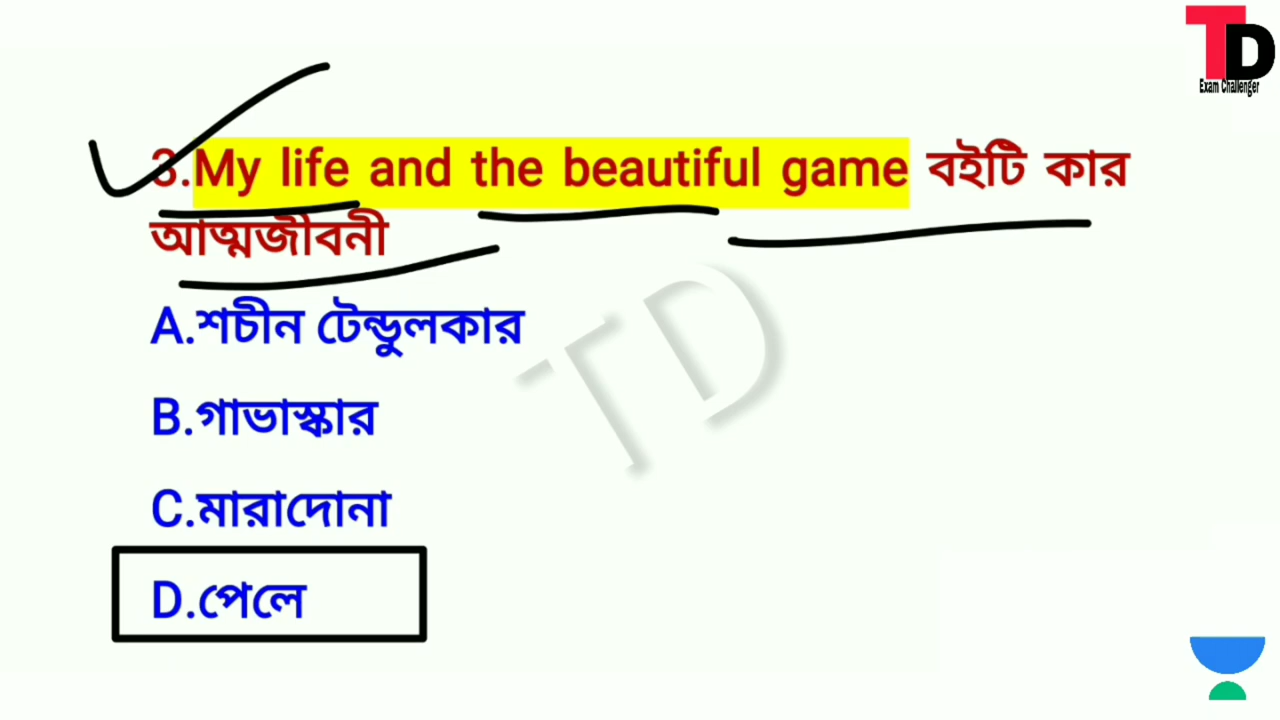 TD
Exam Challenger
3.My life and the beautiful game বইটি কার
আত্মজীবনী
A.শচীন টেন্ডুলকার
B.গাভাস্কার
C.মারাদোনা
D.পেলে
TD